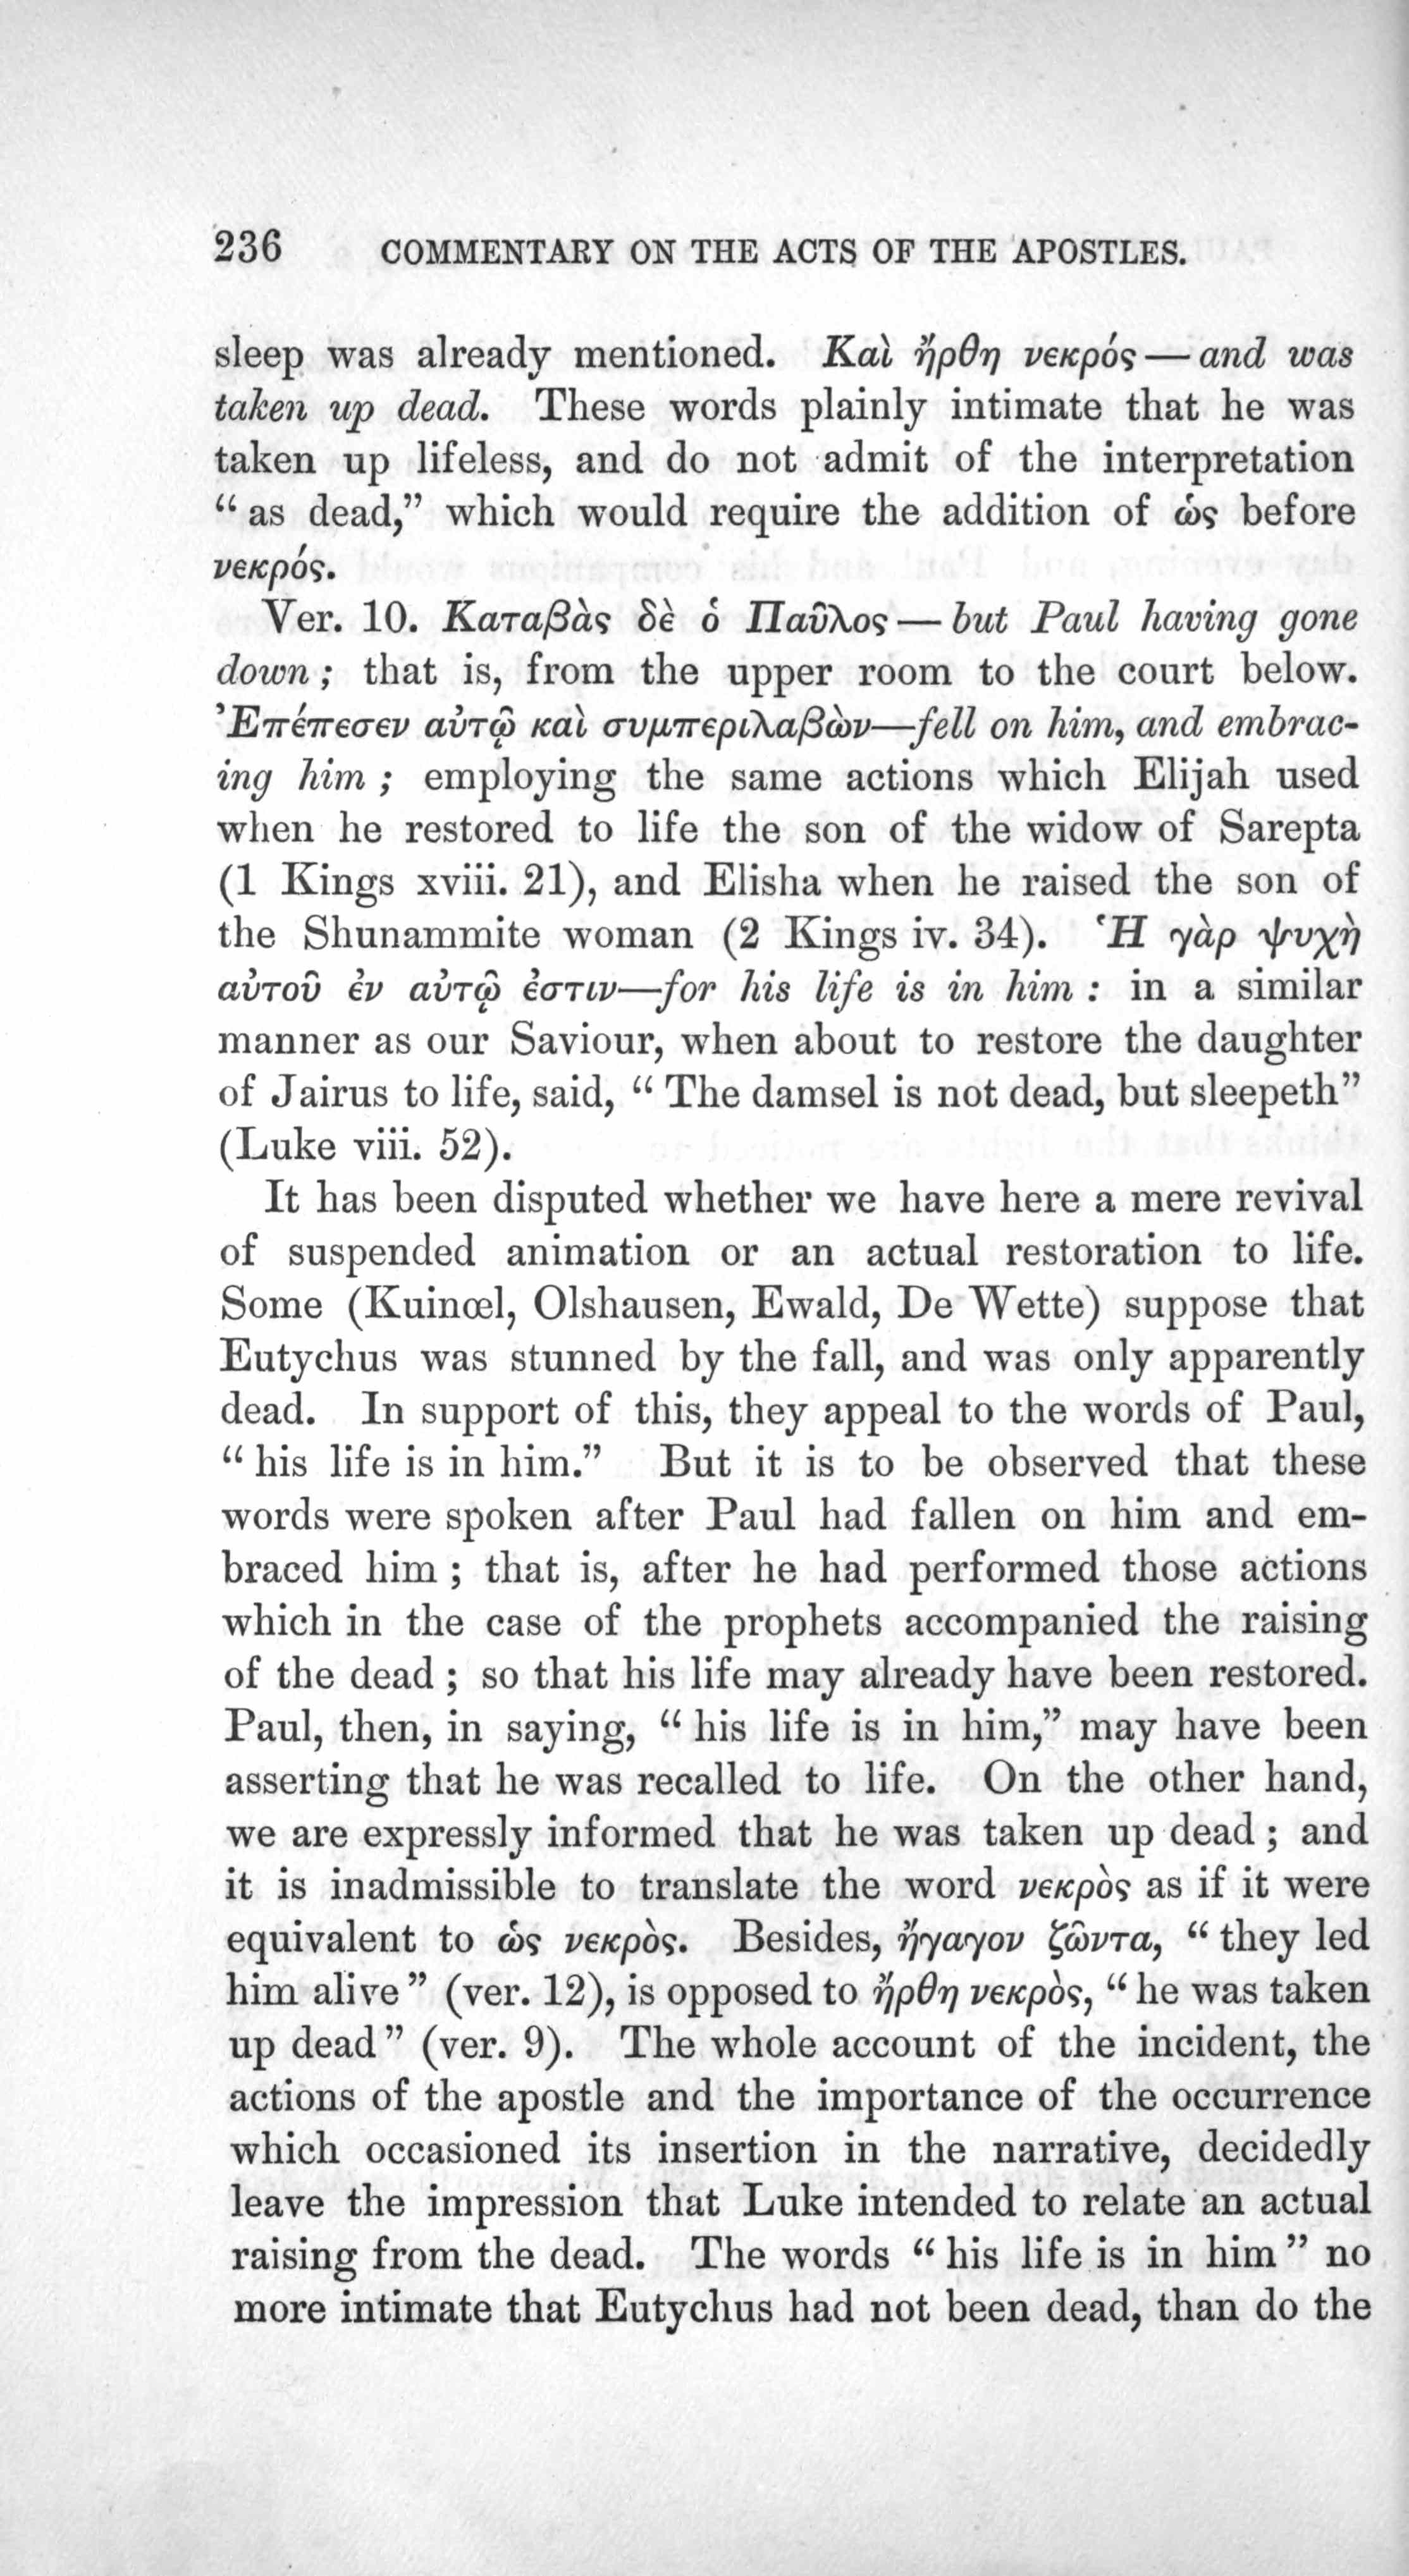 236 COMMENTARY ON THE ACTS OF THE APOSTLES.
sleep was already mentioned. Καὶ ἤρθη νεκρός — and was
taken up dead. These words plainly intimate that he was
taken up lifeless, and do not admit of the interpretation
“as dead,” which would require the addition of ὡς before
νεκρός.
Ver. 10. Καταβὰς δὲ ὁ Παῦλος — but Paul having gone
down; that is, from the upper room to the court below.
Ἐπέπεσεν αὐτῷ καὶ συμπεριλαβὼν—fell on him, and embrac-
ing him; employing the same actions which Elijah used
when he restored to life the son of the widow of Sarepta
(1 Kings xviii. 21), and Elisha when he raised the son of
the Shunammite woman (2 Kings iv. 34). Ἡ γὰρ ψυχὴ
αὐτοῦ ἐν αὐτῷ ἐστιν—for his life is in him: in a similar
manner as our Saviour, when about to restore the daughter
of Jairus to life, said, “The damsel is not dead, but sleepeth”
(Luke viii. 52).
It has been disputed whether we have here a mere revival
of suspended animation or an actual restoration to life.
Some (Kuinœl, Olshausen, Ewald, De Wette) suppose that
Eutychus was stunned by the fall, and was only apparently
dead. In support of this, they appeal to the words of Paul,
“his life is in him.” But it is to be observed that these
words were spoken after Paul had fallen on him and em-
braced him; that is, after he had performed those actions
which in the case of the prophets accompanied the raising
of the dead; so that his life may already have been restored.
Paul, then, in saying, “his life is in him,” may have been
asserting that he was recalled to life. On the other hand,
we are expressly informed that he was taken up dead; and
it is inadmissible to translate the word νεκρὸς as if it were
equivalent to ὡς νεκρὸς. Besides, ἤγαγον ζῶντα, “they led
him alive” (ver. 12), is opposed to ἤρθη νεκρὸς, “he was taken
up dead” (ver. 9). The whole account of the incident, the
actions of the apostle and the importance of the occurrence
which occasioned its insertion in the narrative, decidedly
leave the impression that Luke intended to relate an actual
raising from the dead. The words “his life is in him” no
more intimate that Eutychus had not been dead, than do the